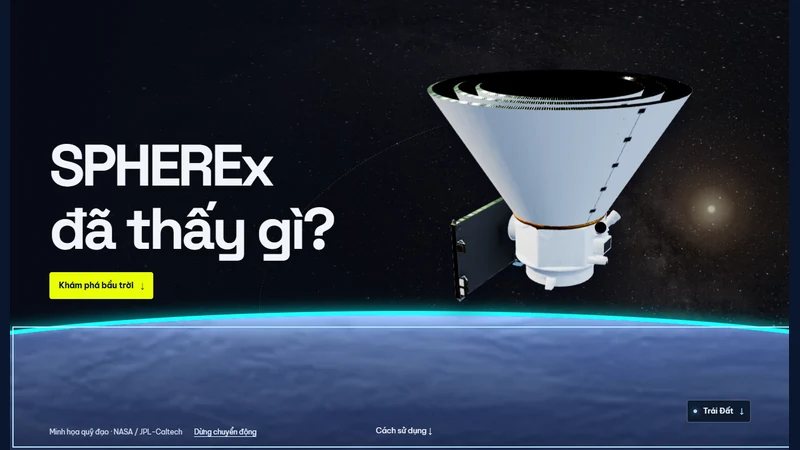 SPHEREx
đã thấy gì?
Khám phá bầu trời ↓
Trái Đất ↓
Minh họa quỹ đạo · NASA / JPL-Caltech Dừng chuyển động
Cách sử dụng ↓